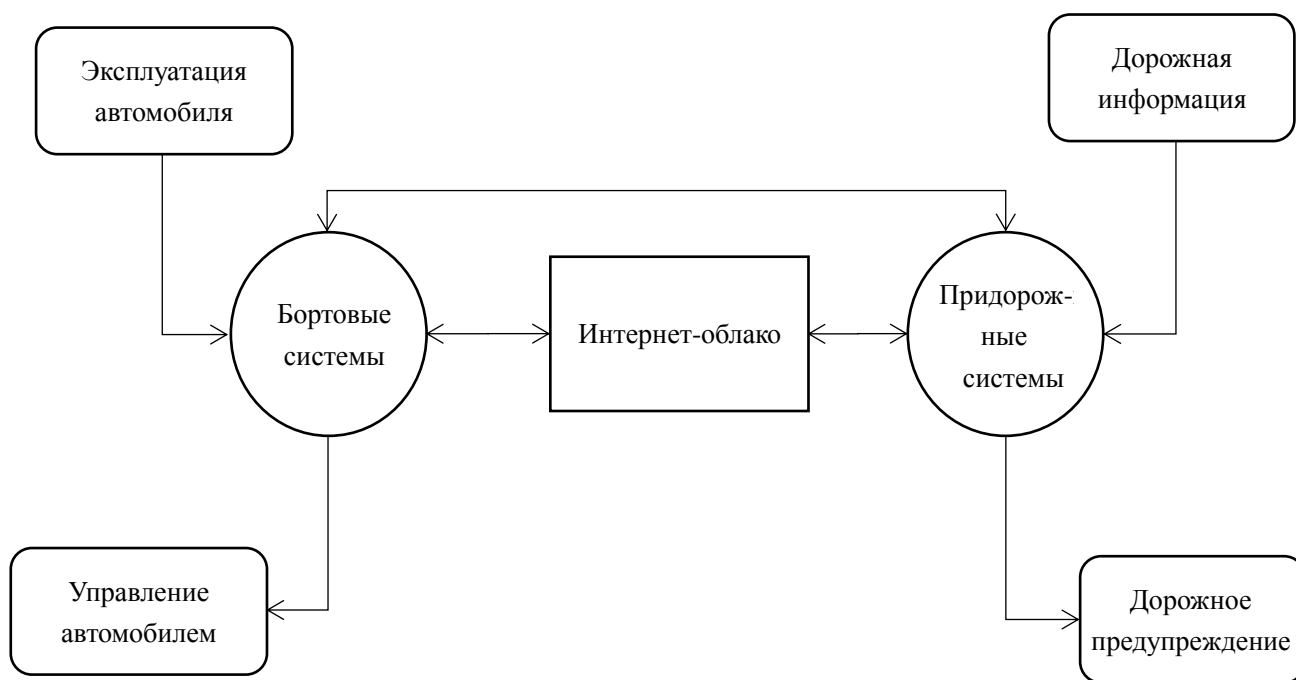 Эксплуатация
автомобиля
Дорожная
информация
Бортовые
системы
Интернет-облако
Придорож-
ные
системы
Управление
автомобилем
Дорожное
предупреждение